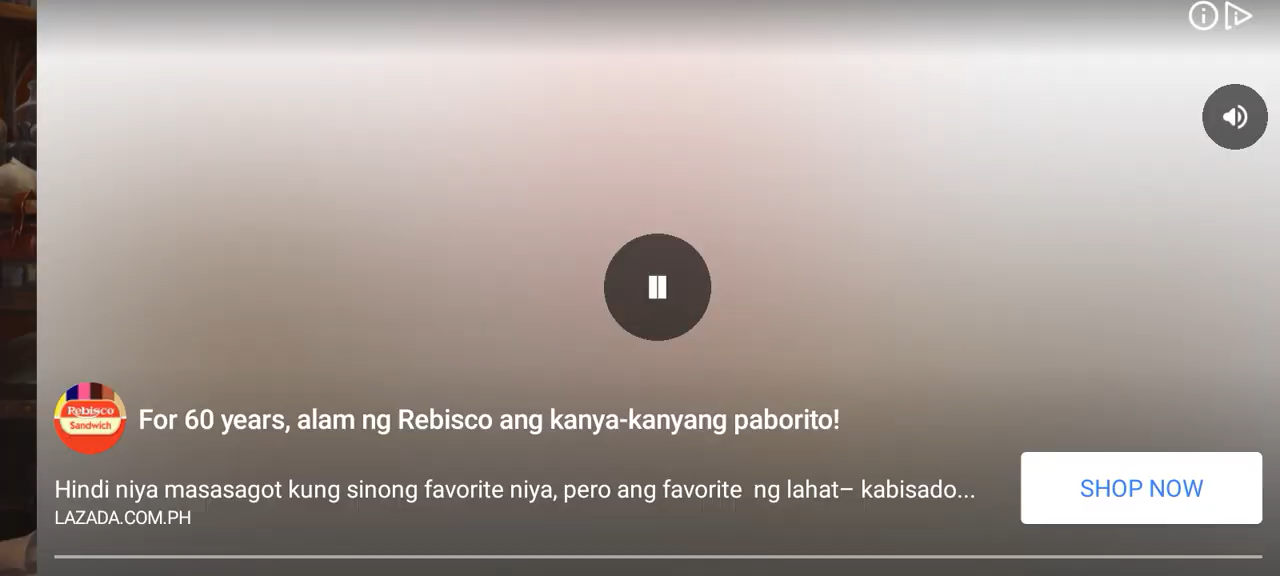 Rebisco
Sandwich
For 60 years, alam ng Rebisco ang kanya-kanyang paborito!
Hindi niya masasagot kung sinong favorite niya, pero ang favorite  ng lahat– kabisado...
LAZADA.COM.PH
SHOP NOW